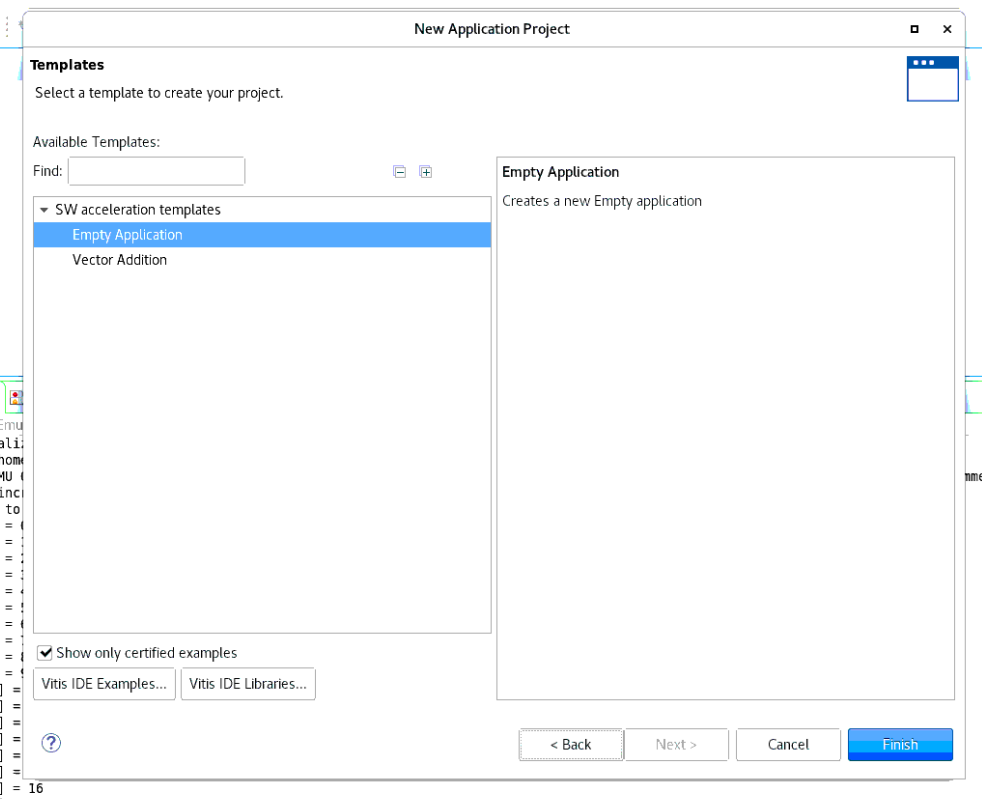 New Application Project
Templates
Select a template to create your project.
Available Templates:
Find:
SW acceleration templates
Empty Application
Vector Addition
Empty Application
Creates a new Empty application
Show only certified examples
Vitis IDE Examples...
Vitis IDE Libraries...
?
< Back
Next >
Cancel
Finish
to
=
=
=
=
=
=
=
=
=
=
] =
] =
] =
] =
] =
] =
] = 16